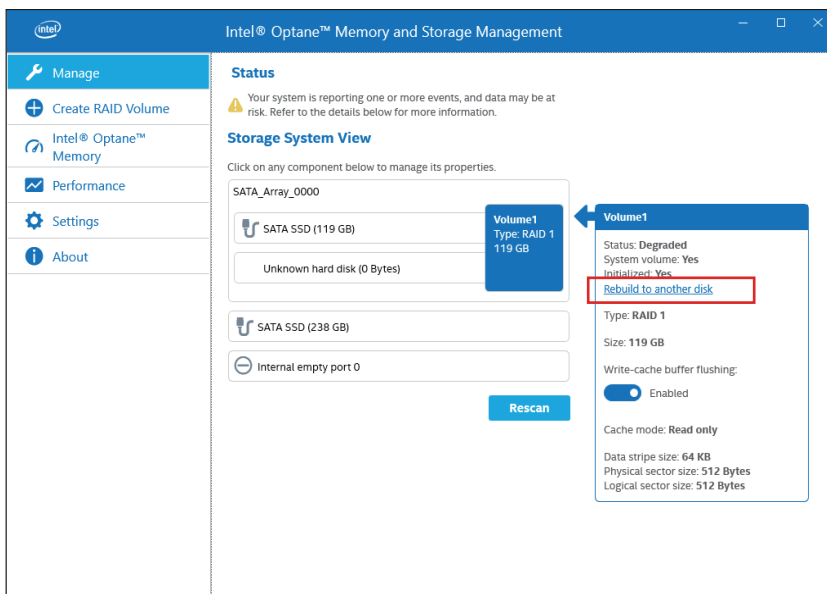 intel
Intel® Optane™ Memory and Storage Management
Manage
Create RAID Volume
Intel® Optane™
Memory
Performance
Settings
About
Status
Your system is reporting one or more events, and data may be at
risk. Refer to the details below for more information.
Storage System View
Click on any component below to manage its properties.
SATA_Array_0000
SATA SSD (119 GB)
Unknown hard disk (0 Bytes)
Volume1
Type: RAID 1
119 GB
SATA SSD (238 GB)
Internal empty port 0
Rescan
Volume1
Status: Degraded
System volume: Yes
Initialized: Yes
Rebuild to another disk
Type: RAID 1
Size: 119 GB
Write-cache buffer flushing:
Enabled
Cache mode: Read only
Data stripe size: 64 KB
Physical sector size: 512 Bytes
Logical sector size: 512 Bytes